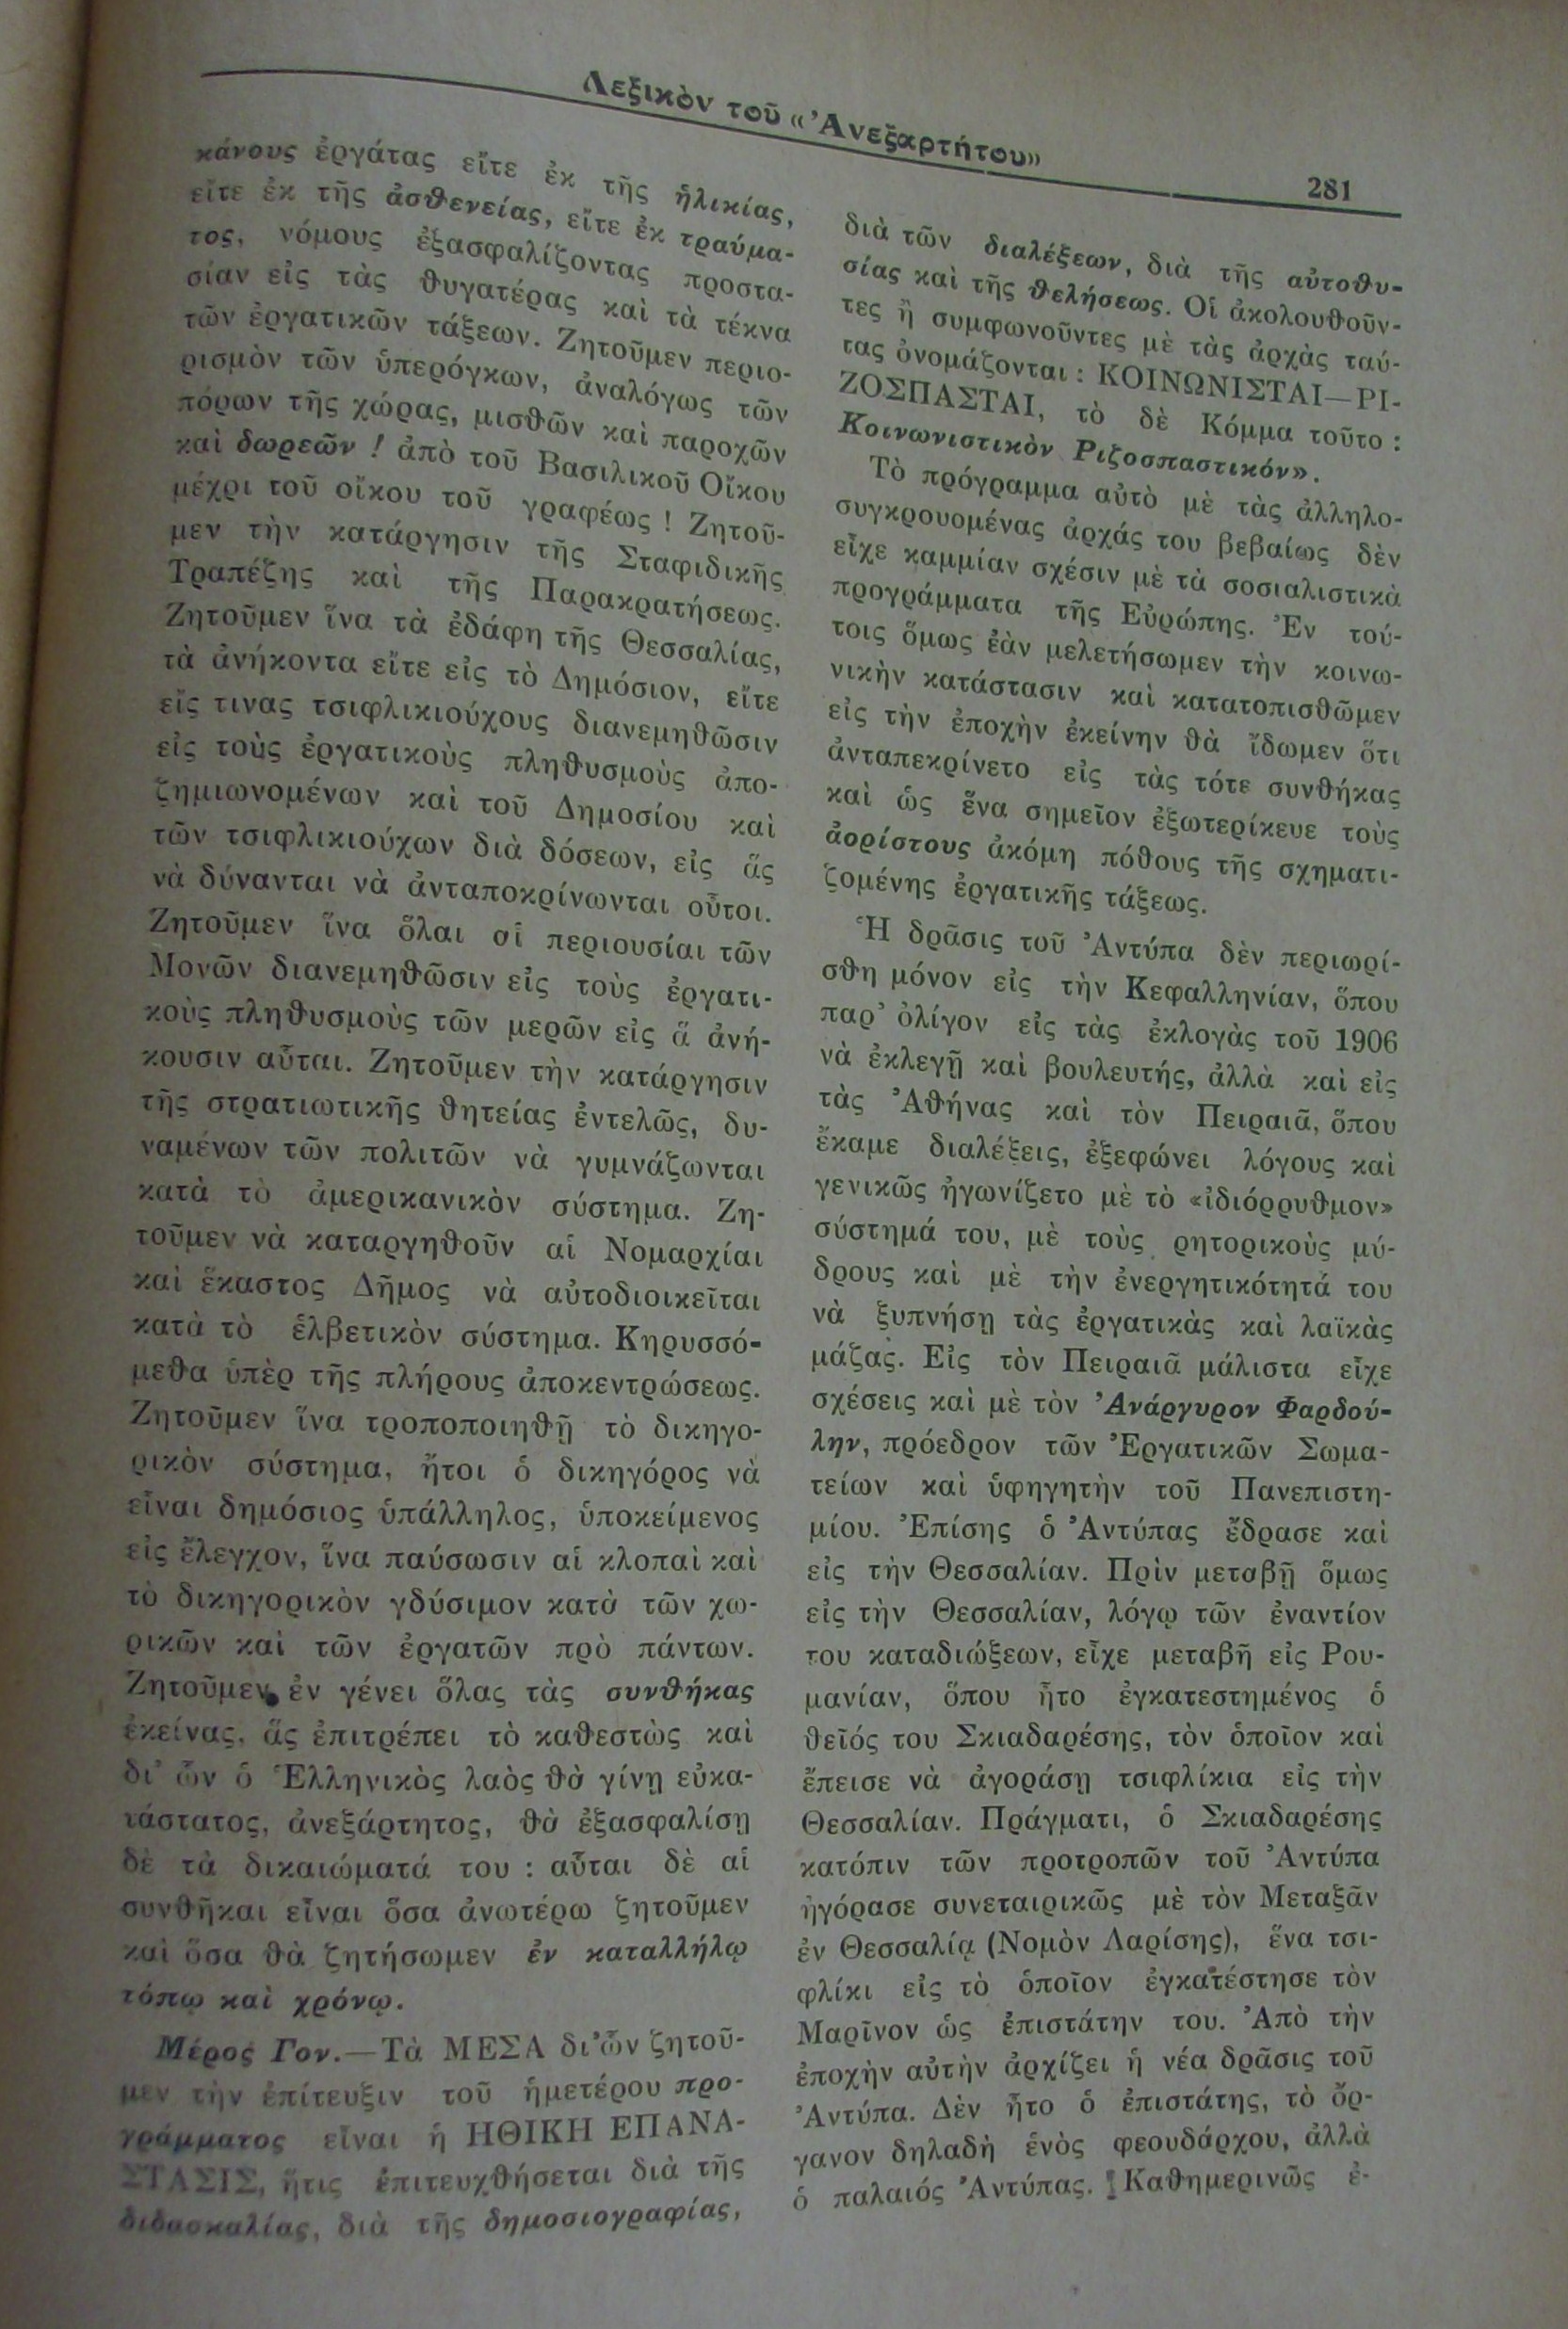 Λεξικὸν τοῦ «Ἀνεξαρτήτου»
281
κάνους ἐργάτας εἴτε ἐκ τῆς ἡλικίας,
εἴτε ἐκ τῆς ἀσθενείας, εἴτε ἐκ τραύμα-
τος, νόμους ἐξασφαλίζοντας προστα-
σίαν εἰς τὰς θυγατέρας καὶ τὰ τέκνα
τῶν ἐργατικῶν τάξεων. Ζητοῦμεν περιο-
ρισμὸν τῶν ὑπερόγκων, ἀναλόγως τῶν
πόρων τῆς χώρας, μισθῶν καὶ παροχῶν
καὶ δωρεῶν ! ἀπὸ τοῦ Βασιλικοῦ Οἴκου
μέχρι τοῦ οἴκου τοῦ γραφέως ! Ζητοῦ-
μεν τὴν κατάργησιν τῆς Σταφιδικῆς
Τραπέζης καὶ τῆς Παρακρατήσεως.
Ζητοῦμεν ἵνα τὰ ἐδάφη τῆς Θεσσαλίας,
τὰ ἀνήκοντα εἴτε εἰς τὸ Δημόσιον, εἴτε
εἴς τινας τσιφλικιούχους διανεμηθῶσιν
εἰς τοὺς ἐργατικοὺς πληθυσμοὺς ἀπο-
ζημιωνομένων καὶ τοῦ Δημοσίου καὶ
τῶν τσιφλικιούχων διὰ δόσεων, εἰς ἅς
νὰ δύνανται νὰ ἀνταποκρίνωνται οὗτοι.
Ζητοῦμεν ἵνα ὅλαι αἱ περιουσίαι τῶν
Μονῶν διανεμηθῶσιν εἰς τοὺς ἐργατι-
κοὺς πληθυσμοὺς τῶν μερῶν εἰς ἅ ἀνή-
κουσιν αὗται. Ζητοῦμεν τὴν κατάργησιν
τῆς στρατιωτικῆς θητείας ἐντελῶς, δυ-
ναμένων τῶν πολιτῶν νὰ γυμνάζωνται
κατὰ τὸ ἀμερικανικὸν σύστημα. Ζη-
τοῦμεν νὰ καταργηθοῦν αἱ Νομαρχίαι
καὶ ἕκαστος Δῆμος νὰ αὐτοδιοικεῖται
κατὰ τὸ ἑλβετικὸν σύστημα. Κηρυσσό-
μεθα ὑπὲρ τῆς πλήρους ἀποκεντρώσεως.
Ζητοῦμεν ἵνα τροποποιηθῇ τὸ δικηγο-
ρικὸν σύστημα, ἤτοι ὁ δικηγόρος νὰ
εἶναι δημόσιος ὑπάλληλος, ὑποκείμενος
εἰς ἔλεγχον, ἵνα παύσωσιν αἱ κλοπαὶ καὶ
τὸ δικηγορικὸν γδύσιμον κατὰ τῶν χω-
ρικῶν καὶ τῶν ἐργατῶν πρὸ πάντων.
Ζητοῦμεν ἐν γένει ὅλας τὰς συνθήκας
ἐκείνας, ἅς ἐπιτρέπει τὸ καθεστὼς καὶ
δι' ὧν ὁ Ἑλληνικὸς λαὸς θὰ γίνῃ εὐκα-
τάστατος, ἀνεξάρτητος, θὰ ἐξασφαλίσῃ
δὲ τὰ δικαιώματά του : αὗται δὲ αἱ
συνθῆκαι εἶναι ὅσα ἀνωτέρω ζητοῦμεν
καὶ ὅσα θὰ ζητήσωμεν ἐν καταλλήλῳ
τόπῳ καὶ χρόνῳ.
Μέρος Γον.—Τὰ ΜΕΣΑ δι'ὧν ζητοῦ-
μεν τὴν ἐπίτευξιν τοῦ ἡμετέρου προ-
γράμματος εἶναι ἡ ΗΘΙΚΗ ΕΠΑΝΑ-
ΣΤΑΣΙΣ, ἥτις ἐπιτευχθήσεται διὰ τῆς
διδασκαλίας, διὰ τῆς δημοσιογραφίας,
διὰ τῶν διαλέξεων, διὰ τῆς αὐτοθυ-
σίας καὶ τῆς θελήσεως. Οἱ ἀκολουθοῦν-
τες ἢ συμφωνοῦντες μὲ τὰς ἀρχὰς ταύ-
τας ὀνομάζονται : ΚΟΙΝΩΝΙΣΤΑΙ—ΡΙ-
ΖΟΣΠΑΣΤΑΙ, τὸ δὲ Κόμμα τοῦτο :
Κοινωνιστικὸν Ριζοσπαστικόν».
Τὸ πρόγραμμα αὐτὸ μὲ τὰς ἀλληλο-
συγκρουομένας ἀρχάς του βεβαίως δὲν
εἶχε καμμίαν σχέσιν μὲ τὰ σοσιαλιστικὰ
προγράμματα τῆς Εὐρώπης. Ἐν τού-
τοις ὅμως ἐὰν μελετήσωμεν τὴν κοινω-
νικὴν κατάστασιν καὶ κατατοπισθῶμεν
εἰς τὴν ἐποχὴν ἐκείνην θὰ ἴδωμεν ὅτι
ἀνταπεκρίνετο εἰς τὰς τότε συνθήκας
καὶ ὡς ἕνα σημεῖον ἐξωτερίκευε τοὺς
ἀορίστους ἀκόμη πόθους τῆς σχηματι-
ζομένης ἐργατικῆς τάξεως.
Ἡ δρᾶσις τοῦ Ἀντύπα δὲν περιωρί-
σθη μόνον εἰς τὴν Κεφαλληνίαν, ὅπου
παρ' ὀλίγον εἰς τὰς ἐκλογὰς τοῦ 1906
νὰ ἐκλεγῇ καὶ βουλευτής, ἀλλὰ καὶ εἰς
τὰς Ἀθήνας καὶ τὸν Πειραιᾶ, ὅπου
ἔκαμε διαλέξεις, ἐξεφώνει λόγους καὶ
γενικῶς ἠγωνίζετο μὲ τὸ «ἰδιόρρυθμον»
σύστημά του, μὲ τοὺς ρητορικοὺς μύ-
δρους καὶ μὲ τὴν ἐνεργητικότητά του
νὰ ξυπνήσῃ τὰς ἐργατικὰς καὶ λαϊκὰς
μάζας. Εἰς τὸν Πειραιᾶ μάλιστα εἶχε
σχέσεις καὶ μὲ τὸν Ἀνάργυρον Φαρδού-
λην, πρόεδρον τῶν Ἐργατικῶν Σωμα-
τείων καὶ ὑφηγητὴν τοῦ Πανεπιστη-
μίου. Ἐπίσης ὁ Ἀντύπας ἔδρασε καὶ
εἰς τὴν Θεσσαλίαν. Πρὶν μεταβῇ ὅμως
εἰς τὴν Θεσσαλίαν, λόγῳ τῶν ἐναντίον
του καταδιώξεων, εἶχε μεταβῆ εἰς Ρου-
μανίαν, ὅπου ἦτο ἐγκατεστημένος ὁ
θεῖός του Σκιαδαρέσης, τὸν ὁποῖον καὶ
ἔπεισε νὰ ἀγοράσῃ τσιφλίκια εἰς τὴν
Θεσσαλίαν. Πράγματι, ὁ Σκιαδαρέσης
κατόπιν τῶν προτροπῶν τοῦ Ἀντύπα
ἠγόρασε συνεταιρικῶς μὲ τὸν Μεταξᾶν
ἐν Θεσσαλίᾳ (Νομὸν Λαρίσης), ἕνα τσι-
φλίκι εἰς τὸ ὁποῖον ἐγκατέστησε τὸν
Μαρῖνον ὡς ἐπιστάτην του. Ἀπὸ τὴν
ἐποχὴν αὐτὴν ἀρχίζει ἡ νέα δρᾶσις τοῦ
Ἀντύπα. Δὲν ἦτο ὁ ἐπιστάτης, τὸ ὄρ-
γανον δηλαδὴ ἑνὸς φεουδάρχου, ἀλλὰ
ὁ παλαιός Ἀντύπας. Καθημερινῶς ἐ-